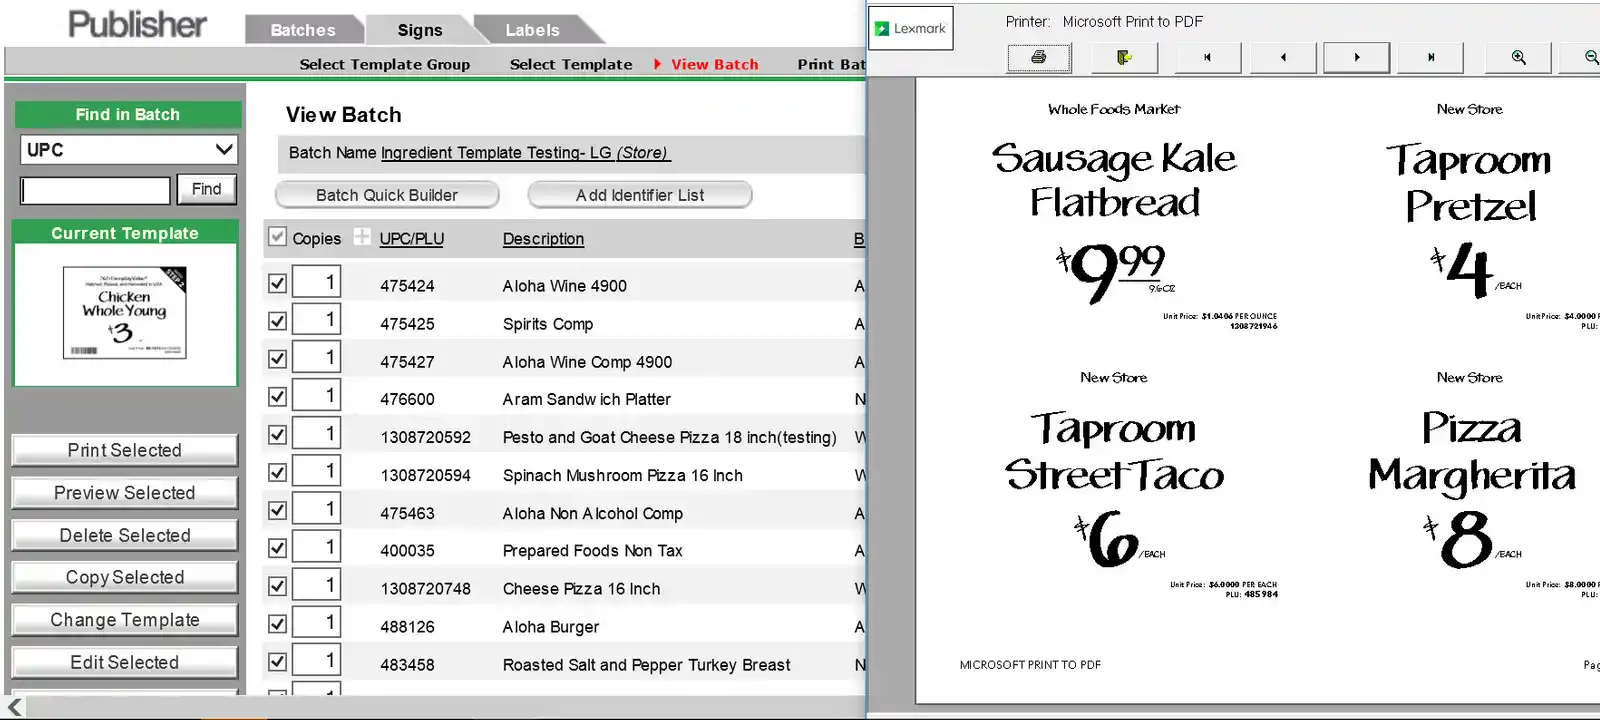 Publisher
Batches
Signs
Labels
Select Template Group
Select Template
View Batch
Print Bat
Find in Batch
UPC
Find
Current Template
Chicken
Whole Young
$3
Print Selected
Preview Selected
Delete Selected
Copy Selected
Change Template
Edit Selected
View Batch
Batch Name Ingredient Template Testing- LG (Store)
Batch Quick Builder
Add Identifier List
Copies UPC/PLU Description B
1 475424 Aloha Wine 4900 A
1 475425 Spirits Comp A
1 475427 Aloha Wine Comp 4900 A
1 476600 Aram Sandwich Platter N
1 1308720592 Pesto and Goat Cheese Pizza 18 inch(testing) W
1 1308720594 Spinach Mushroom Pizza 16 Inch W
1 475463 Aloha Non Alcohol Comp A
1 400035 Prepared Foods Non Tax A
1 1308720748 Cheese Pizza 16 Inch W
1 488126 Aloha Burger A
1 483458 Roasted Salt and Pepper Turkey Breast N
Lexmark
Printer: Microsoft Print to PDF
Whole Foods Market
Sausage Kale
Flatbread
$9.99
9.6 OZ
Unit Price: $1.0406 PER OUNCE
1308721946
New Store
Taproom
Pretzel
$4 /EACH
Unit Price: $4.0000 P
PLU:
New Store
Taproom
Street Taco
$6 /EACH
Unit Price: $6.0000 PER EACH
PLU: 485984
New Store
Pizza
Margherita
$8 /EACH
Unit Price: $8.0000 P
PLU:
MICROSOFT PRINT TO PDF
Pag